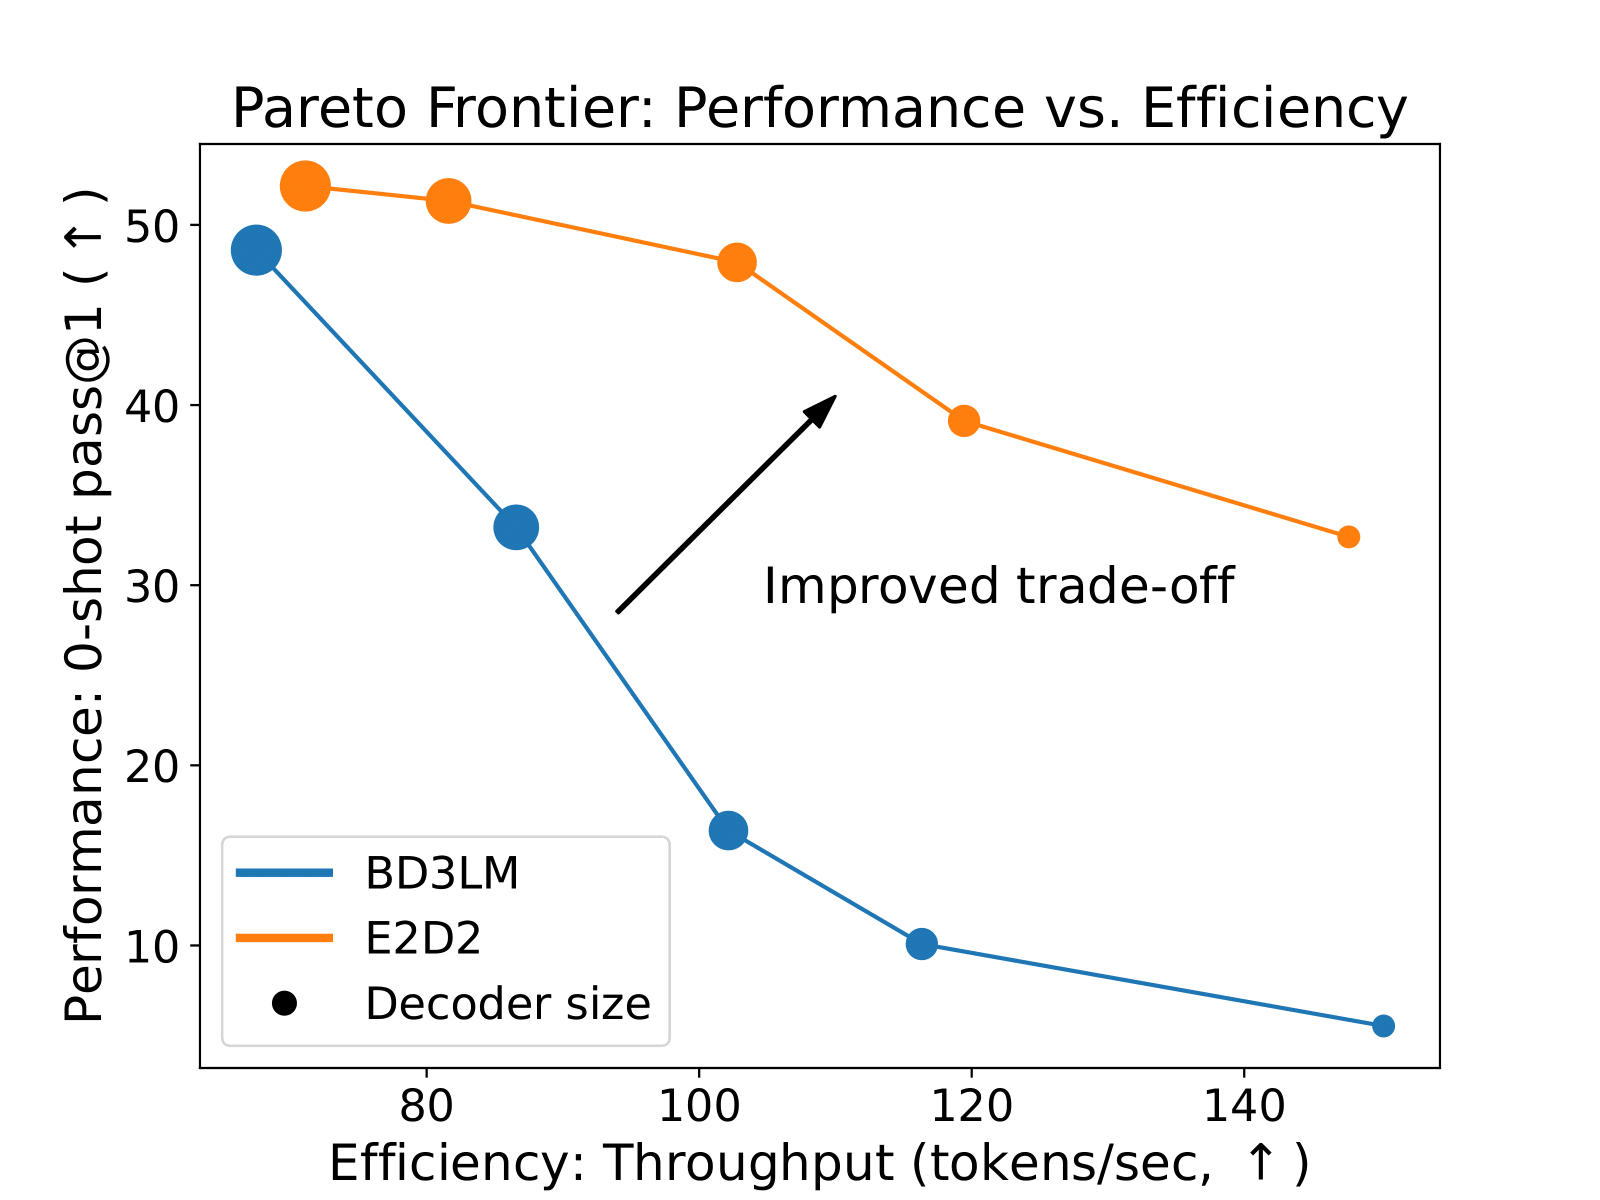 Pareto Frontier: Performance vs. Efficiency
Performance: 0-shot pass@1 ( ↑ )
50
40
30
20
10
Improved trade-off
BD3LM
E2D2
Decoder size
80 100 120 140
Efficiency: Throughput (tokens/sec, ↑ )